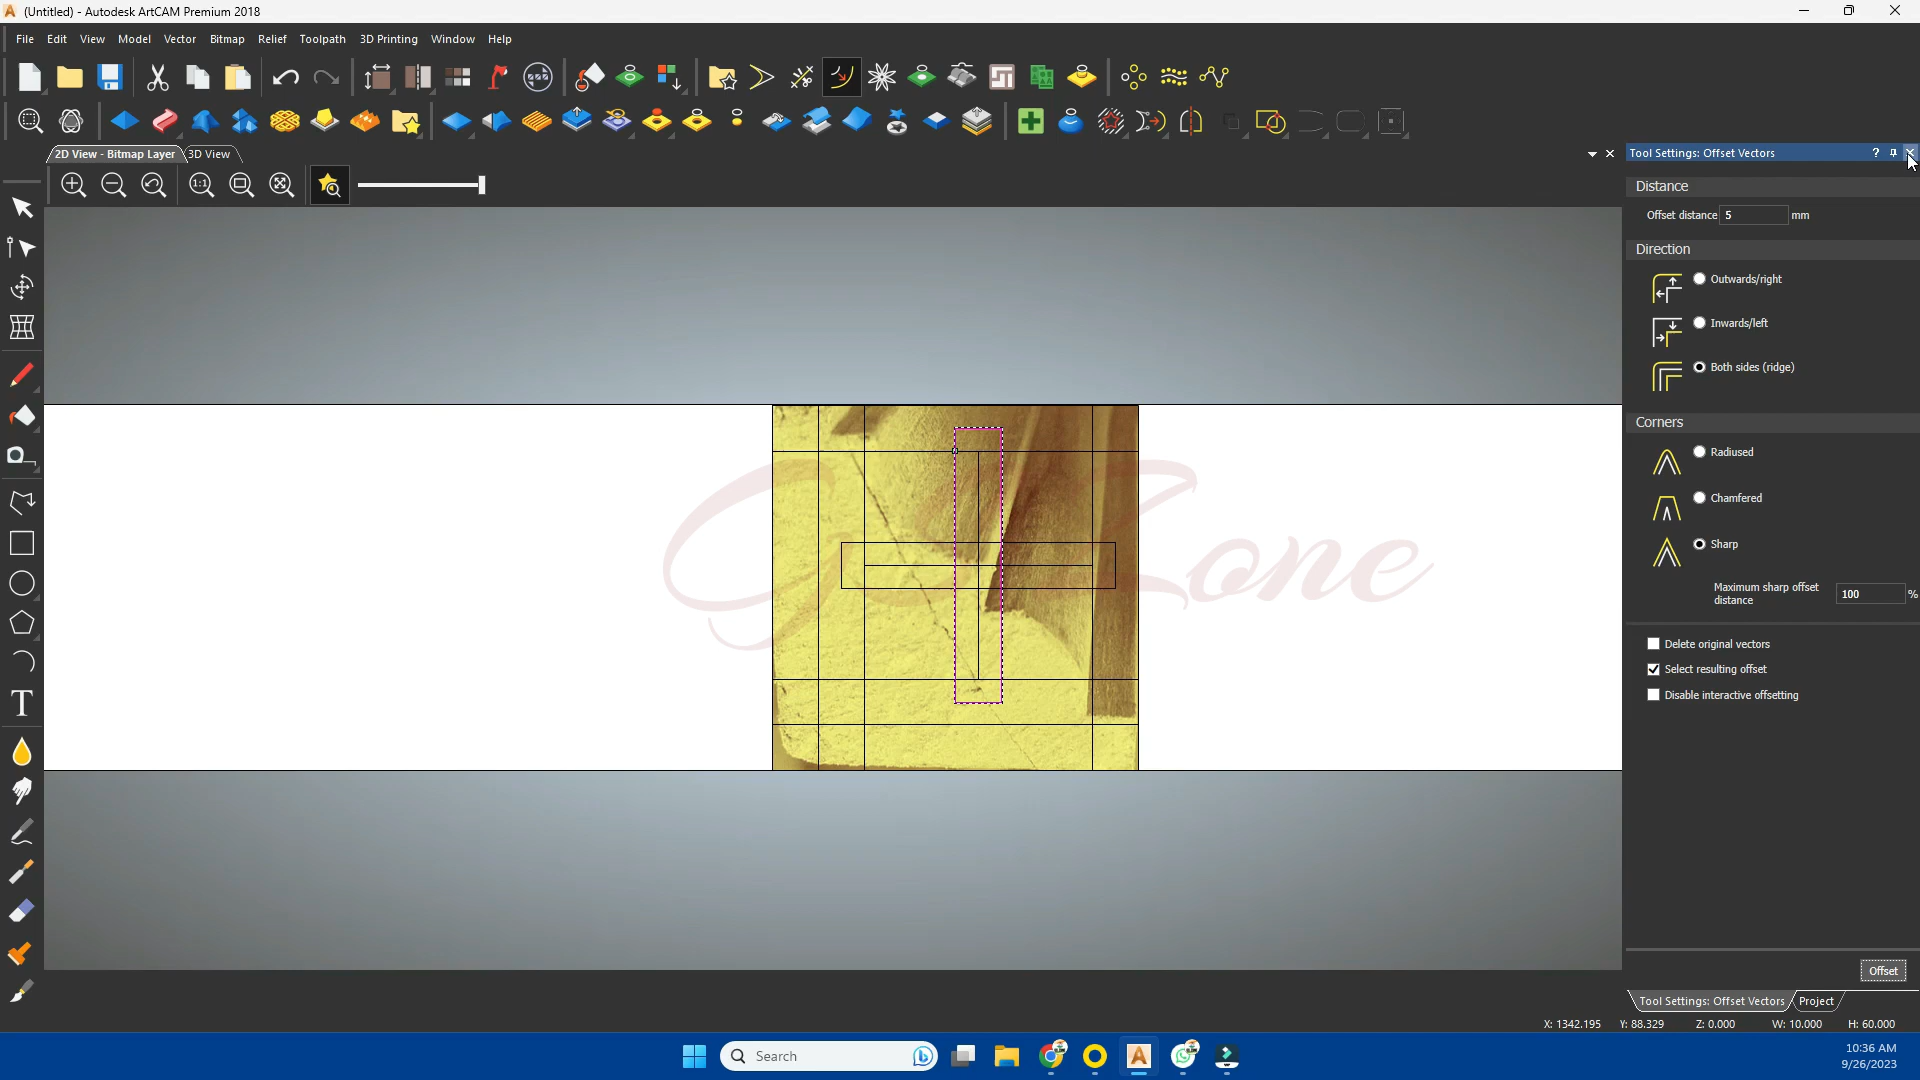 (Untitled) - Autodesk ArtCAM Premium 2018
File Edit View Model Vector Bitmap Relief Toolpath 3D Printing Window Help
2D View - Bitmap Layer 3D View
Tool Settings: Offset Vectors
1:1
Distance
Offset distance 5 mm
Direction
Outwards/right
Inwards/left
Both sides (ridge)
Corners
Radiused
Chamfered
Sharp
Maximum sharp offset distance 100 %
Delete original vectors
Select resulting offset
Disable interactive offsetting
Zone
Offset
Tool Settings: Offset Vectors Project
X: 1342.195 Y: 88.329 Z: 0.000 W: 10.000 H: 60.000
Search
10:36 AM
9/26/2023